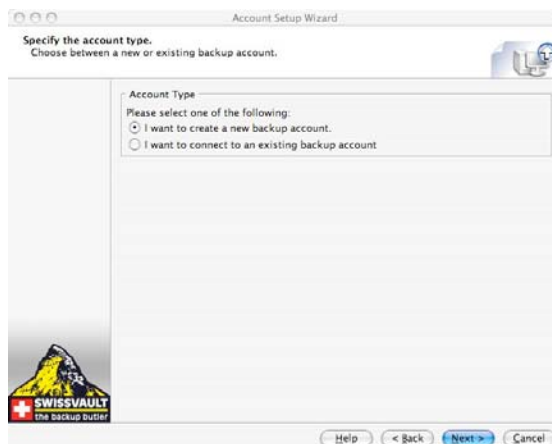 Account Setup Wizard
Specify the account type.
Choose between a new or existing backup account.
Account Type
Please select one of the following:
I want to create a new backup account.
I want to connect to an existing backup account
SWISSVAULT
the backup butler
Help
< Back
Next >
Cancel